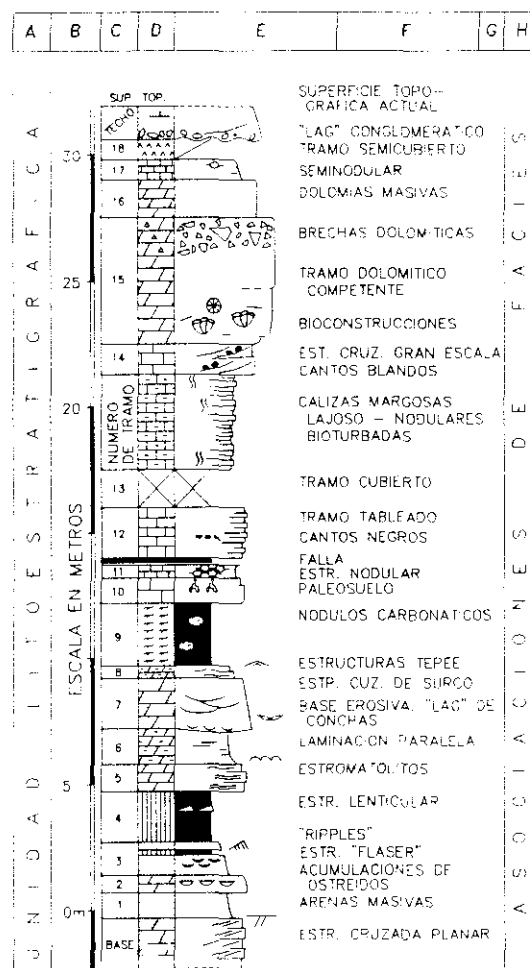 A B C D E F G H
UNIDAD LITOESTRATIGRAFICA
ESCALA EN METROS
NUMERO DE TRAMO
ASOCIACIONES DE FACIES
SUP. TOP.
SUPERFICIE TOPO-
GRAFICA ACTUAL
TECHO
"LAG" CONGLOMERATICO
18
TRAMO SEMICUBIERTO
30
17
SEMINODULAR
16
DOLOMIAS MASIVAS
BRECHAS DOLOMITICAS
15
TRAMO DOLOMITICO
COMPETENTE
25
BIOCONSTRUCCIONES
14
EST. CRUZ. GRAN ESCALA
CANTOS BLANDOS
20
CALIZAS MARGOSAS
LAJOSO - NODULARES
BIOTURBADAS
13
TRAMO CUBIERTO
12
TRAMO TABLEADO
CANTOS NEGROS
FALLA
11
ESTR. NODULAR
10
PALEOSUELO
9
NODULOS CARBONATICOS
8
ESTRUCTURAS TEPEE
ESTR. CUZ. DE SURCO
7
BASE EROSIVA. "LAG" DE
CONCHAS
6
LAMINACION PARALELA
5
5
ESTROMATOLITOS
4
ESTR. LENTICULAR
"RIPPLES"
3
ESTR. "FLASER"
2
ACUMULACIONES DE
OSTREIDOS
1
ARENAS MASIVAS
0m
BASE
ESTR. CRUZADA PLANAR